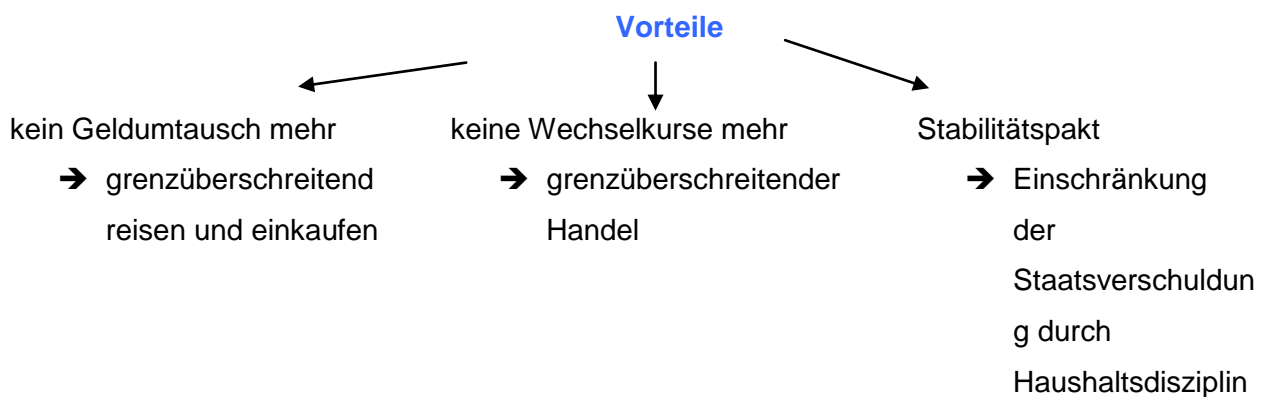 Vorteile
kein Geldumtausch mehr
➔ grenzüberschreitend
reisen und einkaufen
keine Wechselkurse mehr
➔ grenzüberschreitender
Handel
Stabilitätspakt
➔ Einschränkung
der
Staatsverschuldun
g durch
Haushaltsdisziplin